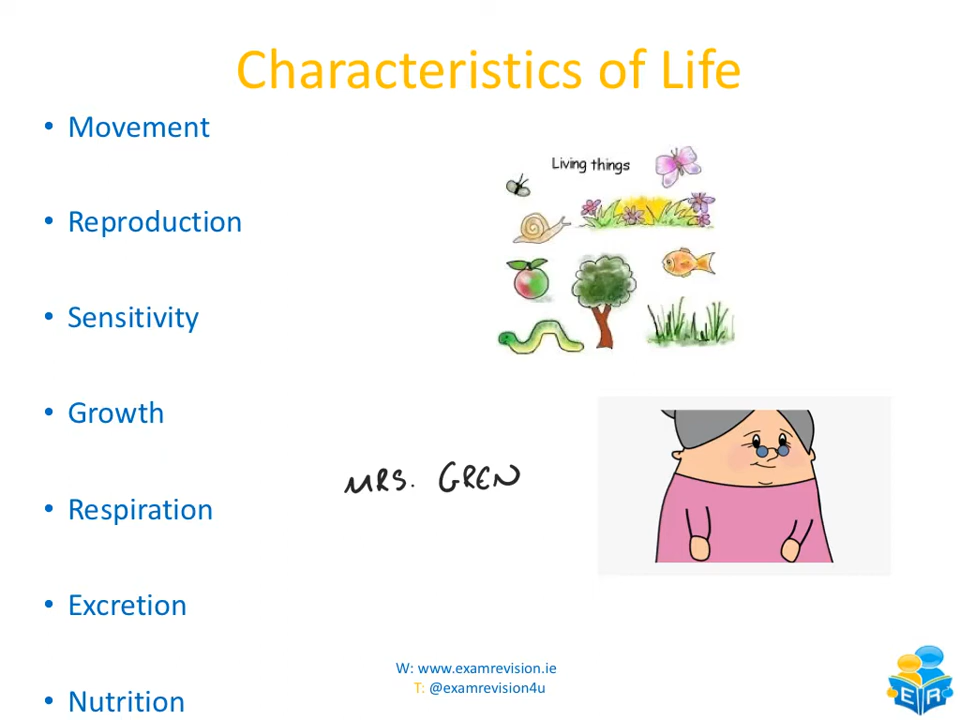 Characteristics of Life
• Movement
• Reproduction
• Sensitivity
• Growth
• Respiration
• Excretion
• Nutrition
Living things
MRS. GREN
W: www.examrevision.ie
T: @examrevision4u
E R